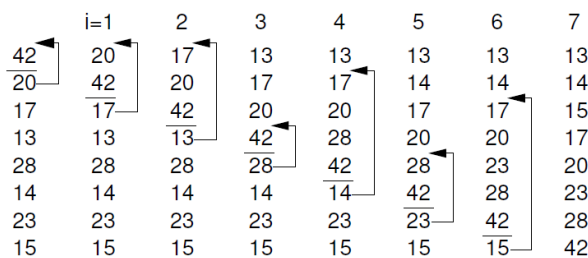 i=1 2 3 4 5 6 7
42 20 17 13 13 13 13 13
20 42 20 17 17 14 14 14
17 17 42 20 20 17 17 15
13 13 13 42 28 20 20 17
28 28 28 28 42 28 23 20
14 14 14 14 14 42 28 23
23 23 23 23 23 23 42 28
15 15 15 15 15 15 15 42